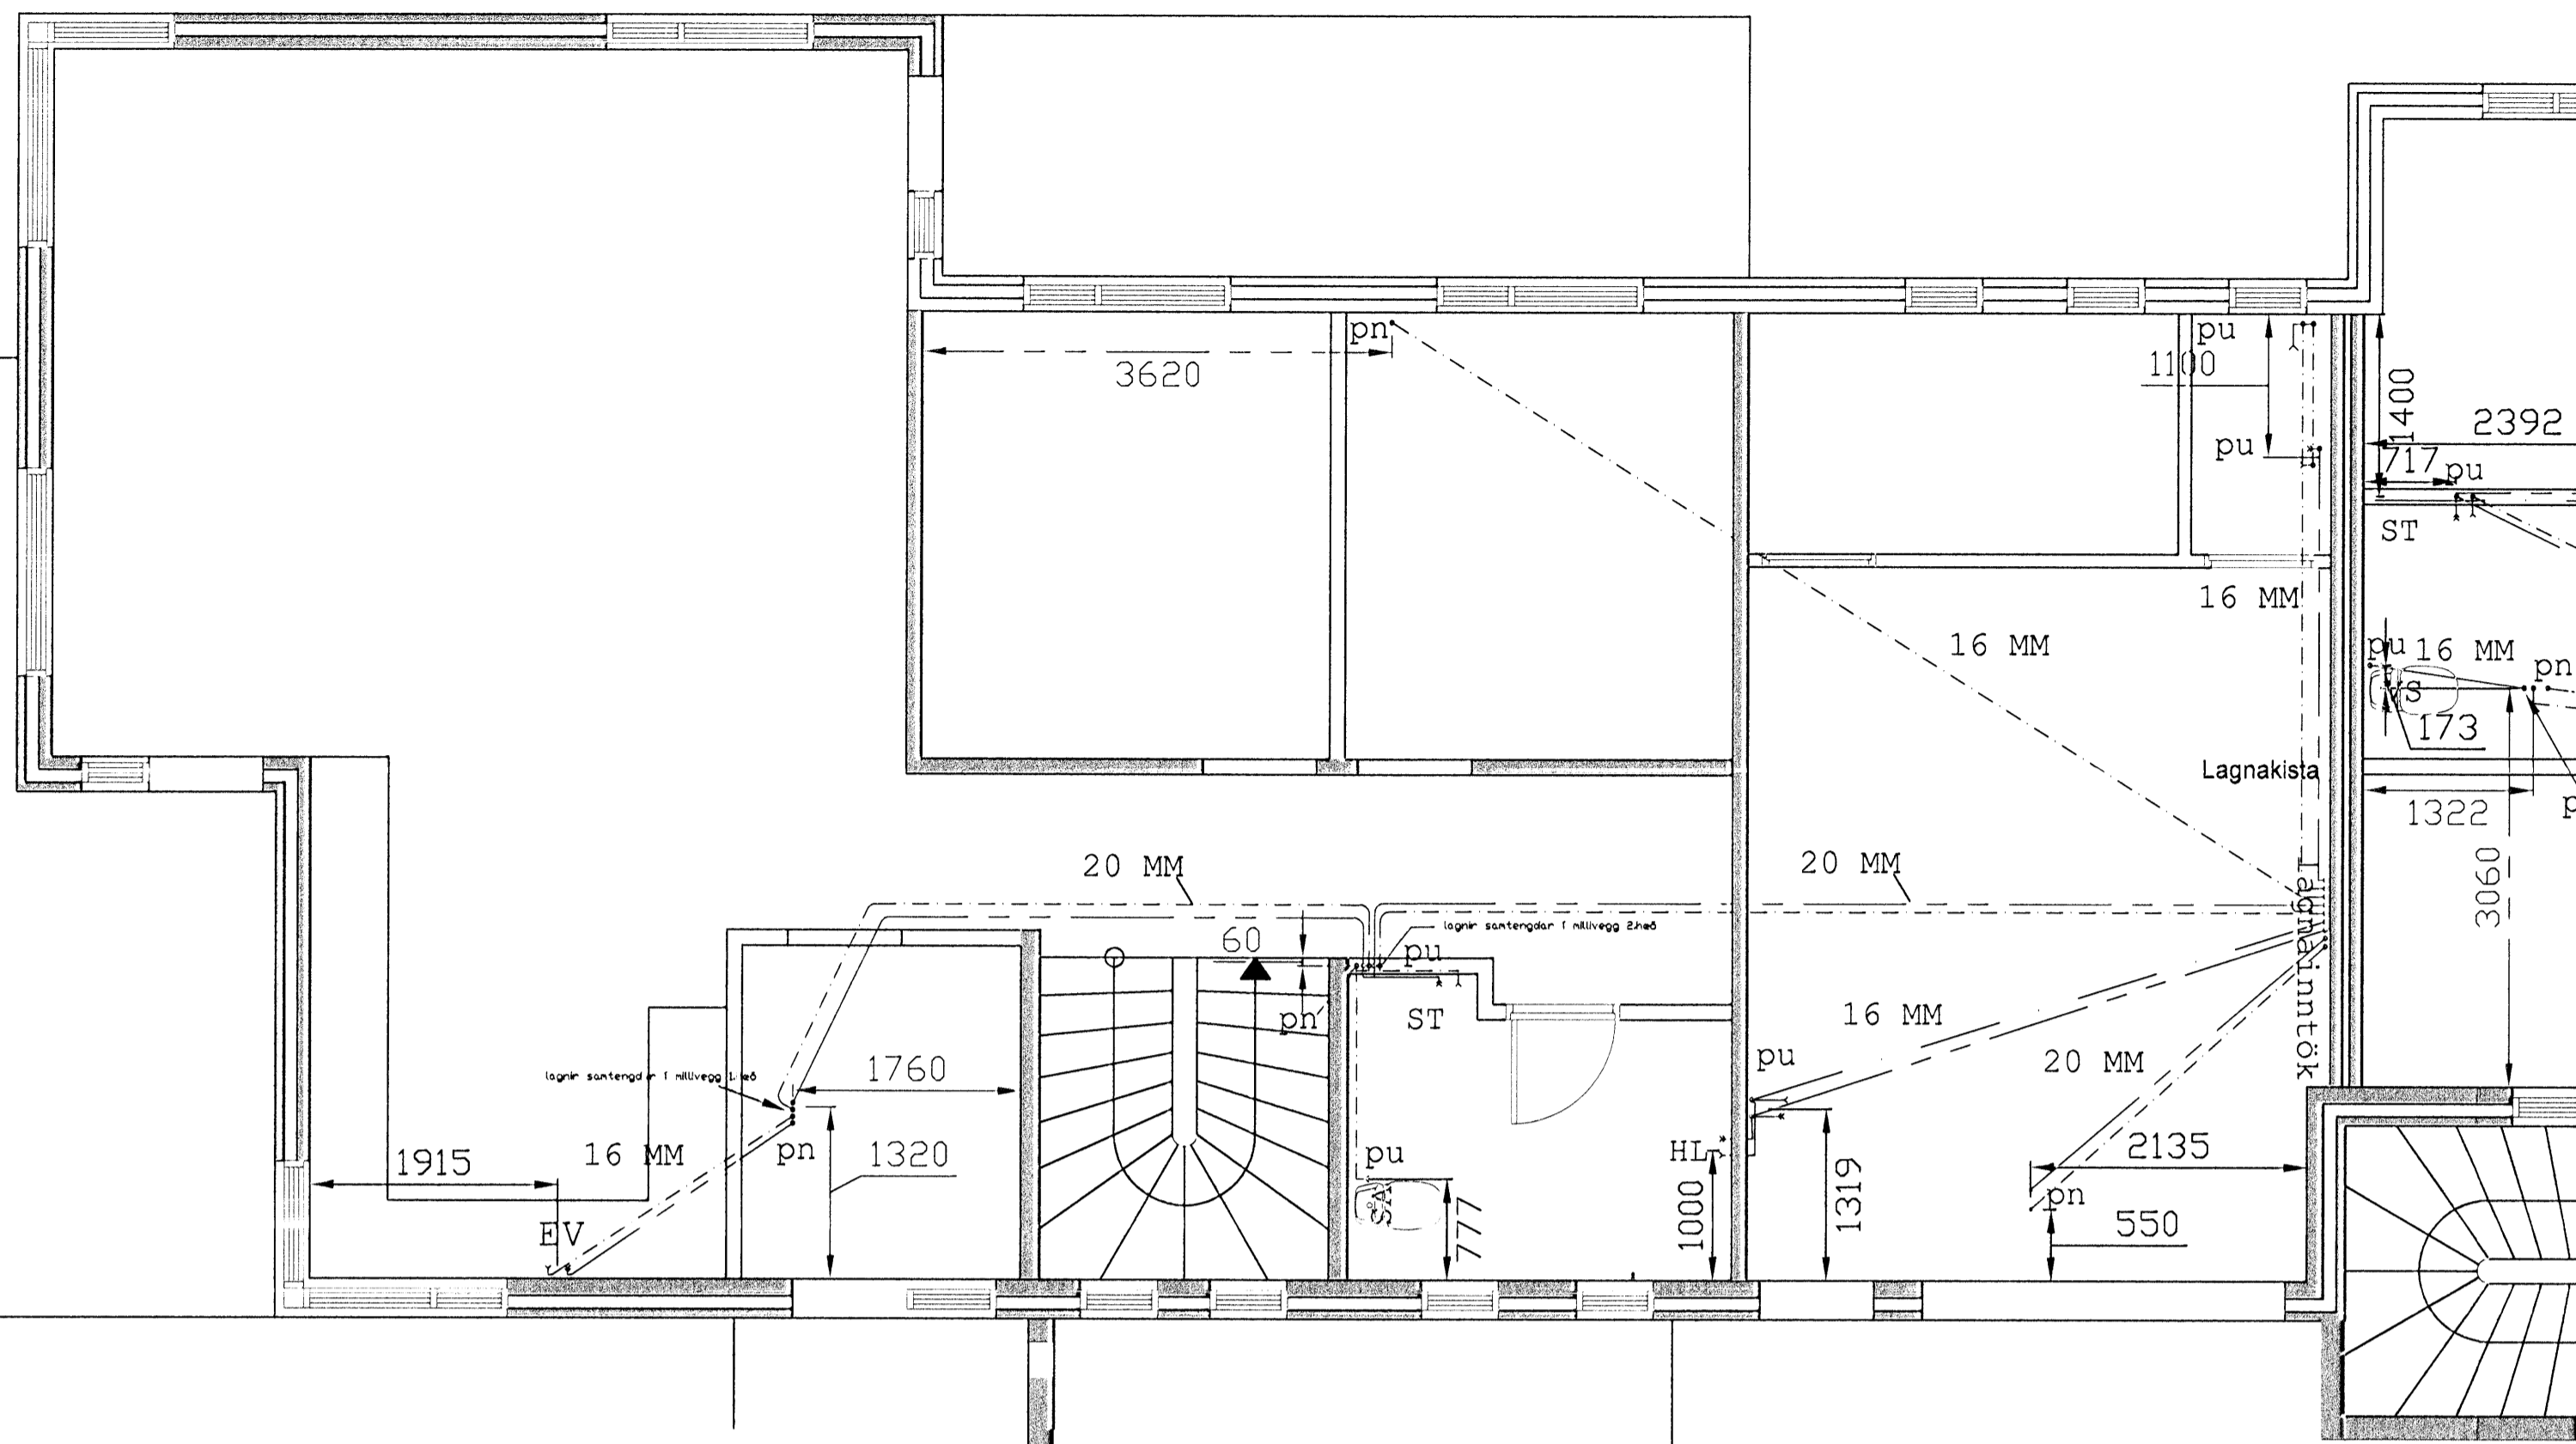 pn
3620
pu
1100
pu
1400
2392
717
pu
ST
16 MM
16 MM
pu
16 MM
pn
VS
173
Lagnakista
1322
3060
20 MM
20 MM
lagnir samtengdar í millivegg 2.hæð
60
pu
pn
ST
Lagnainntök
16 MM
20 MM
pu
lagnir samtengdar í millivegg 1.hæð
1760
1320
pn
16 MM
1915
EV
pu
SÁ
777
HL
1000
1319
2135
pn
550